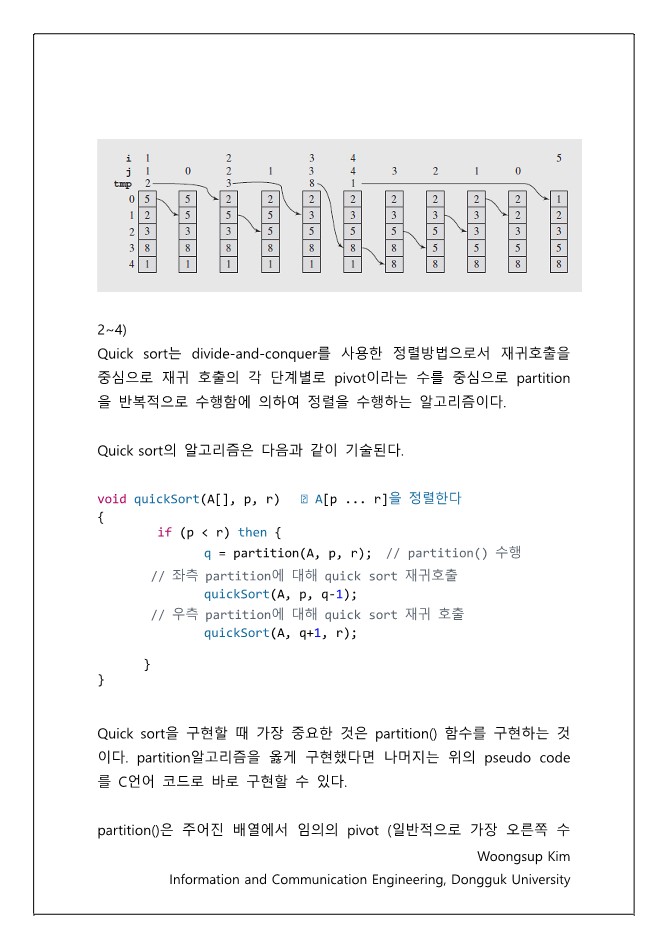 i 1 2 3 4 5
j 1 0 2 1 3 4 3 2 1 0
tmp 2 3 8 1
0 5 5 2 2 2 2 2 2 2 2 1
1 2 5 5 5 3 3 3 3 3 2 2
2 3 3 3 5 5 5 5 5 3 3 3
3 8 8 8 8 8 8 8 5 5 5 5
4 1 1 1 1 1 1 8 8 8 8 8
2~4)
Quick sort는 divide-and-conquer를 사용한 정렬방법으로서 재귀호출을
중심으로 재귀 호출의 각 단계별로 pivot이라는 수를 중심으로 partition
을 반복적으로 수행함에 의하여 정렬을 수행하는 알고리즘이다.
Quick sort의 알고리즘은 다음과 같이 기술된다.
void quickSort(A[], p, r) A[p ... r]을 정렬한다
{
if (p < r) then {
q = partition(A, p, r); // partition() 수행
// 좌측 partition에 대해 quick sort 재귀호출
quickSort(A, p, q-1);
// 우측 partition에 대해 quick sort 재귀 호출
quickSort(A, q+1, r);
}
}
Quick sort을 구현할 때 가장 중요한 것은 partition() 함수를 구현하는 것
이다. partition알고리즘을 옳게 구현했다면 나머지는 위의 pseudo code
를 C언어 코드로 바로 구현할 수 있다.
partition()은 주어진 배열에서 임의의 pivot (일반적으로 가장 오른쪽 수
Woongsup Kim
Information and Communication Engineering, Dongguk University